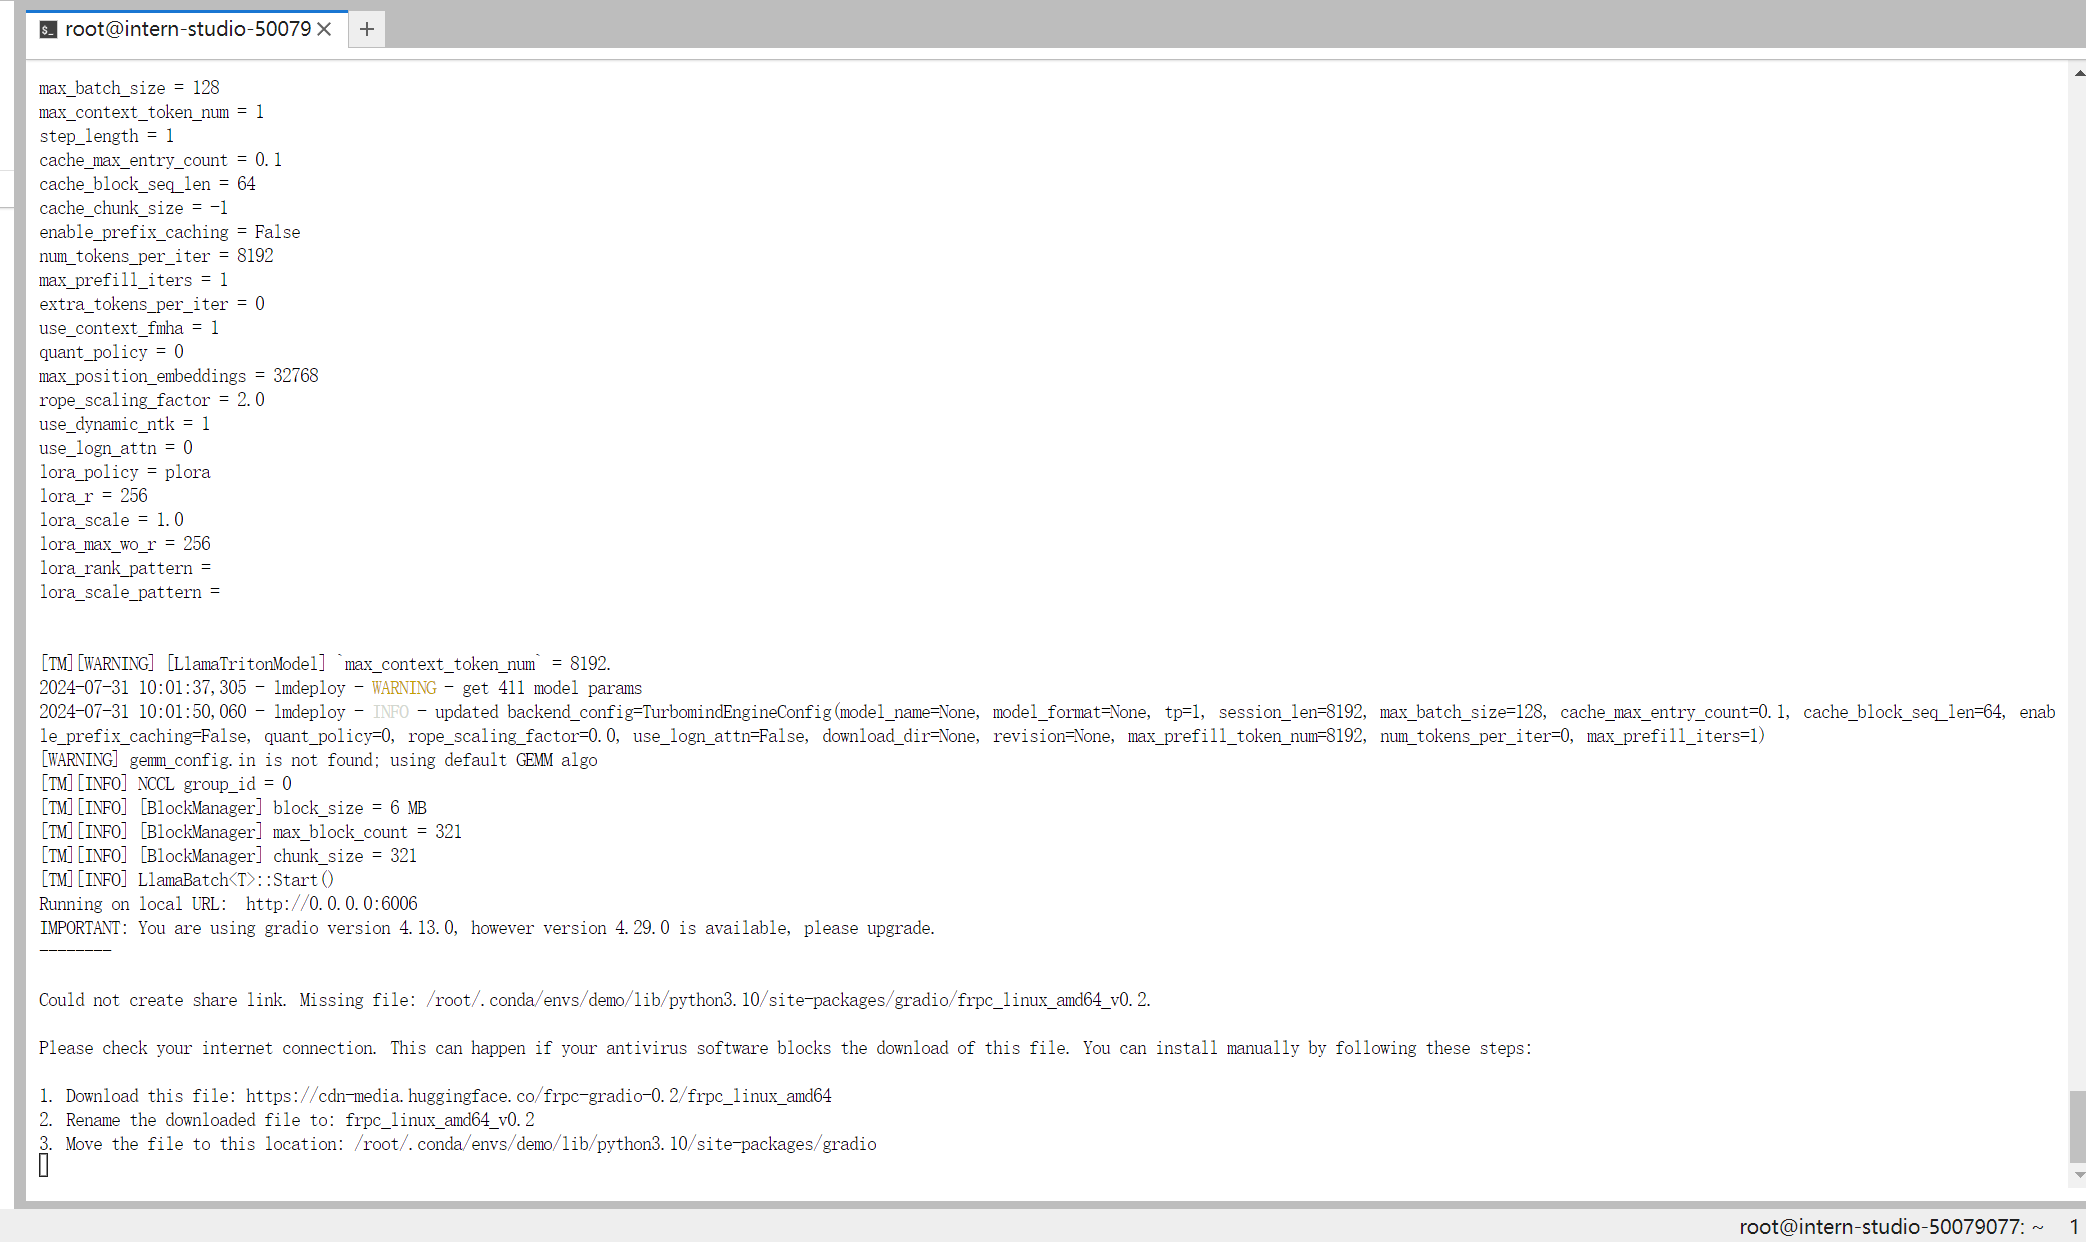 root@intern-studio-50079
max_batch_size = 128
max_context_token_num = 1
step_length = 1
cache_max_entry_count = 0.1
cache_block_seq_len = 64
cache_chunk_size = -1
enable_prefix_caching = False
num_tokens_per_iter = 8192
max_prefill_iters = 1
extra_tokens_per_iter = 0
use_context_fmha = 1
quant_policy = 0
max_position_embeddings = 32768
rope_scaling_factor = 2.0
use_dynamic_ntk = 1
use_logn_attn = 0
lora_policy = plora
lora_r = 256
lora_scale = 1.0
lora_max_wo_r = 256
lora_rank_pattern =
lora_scale_pattern =
[TM][WARNING] [LlamaTritonModel] `max_context_token_num` = 8192.
2024-07-31 10:01:37,305 - lmdeploy - WARNING - get 411 model params
2024-07-31 10:01:50,060 - lmdeploy - INFO - updated backend_config=TurbomindEngineConfig(model_name=None, model_format=None, tp=1, session_len=8192, max_batch_size=128, cache_max_entry_count=0.1, cache_block_seq_len=64, enab
le_prefix_caching=False, quant_policy=0, rope_scaling_factor=0.0, use_logn_attn=False, download_dir=None, revision=None, max_prefill_token_num=8192, num_tokens_per_iter=0, max_prefill_iters=1)
[WARNING] gemm_config.in is not found; using default GEMM algo
[TM][INFO] NCCL group_id = 0
[TM][INFO] [BlockManager] block_size = 6 MB
[TM][INFO] [BlockManager] max_block_count = 321
[TM][INFO] [BlockManager] chunk_size = 321
[TM][INFO] LlamaBatch<T>::Start()
Running on local URL:  http://0.0.0.0:6006
IMPORTANT: You are using gradio version 4.13.0, however version 4.29.0 is available, please upgrade.
--------
Could not create share link. Missing file: /root/.conda/envs/demo/lib/python3.10/site-packages/gradio/frpc_linux_amd64_v0.2.
Please check your internet connection. This can happen if your antivirus software blocks the download of this file. You can install manually by following these steps:
1. Download this file: https://cdn-media.huggingface.co/frpc-gradio-0.2/frpc_linux_amd64
2. Rename the downloaded file to: frpc_linux_amd64_v0.2
3. Move the file to this location: /root/.conda/envs/demo/lib/python3.10/site-packages/gradio
root@intern-studio-50079077: ~ 1